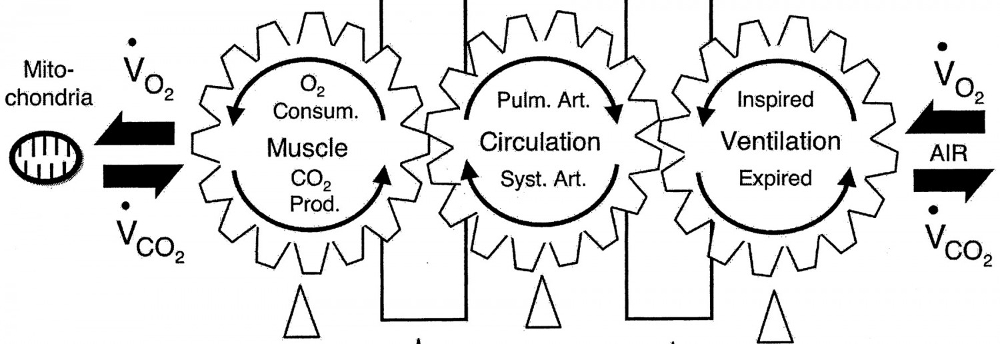 Mito-
chondria
V̇O₂
V̇CO₂
O₂
Consum.
Muscle
CO₂
Prod.
Pulm. Art.
Circulation
Syst. Art.
Inspired
Ventilation
Expired
V̇O₂
AIR
V̇CO₂